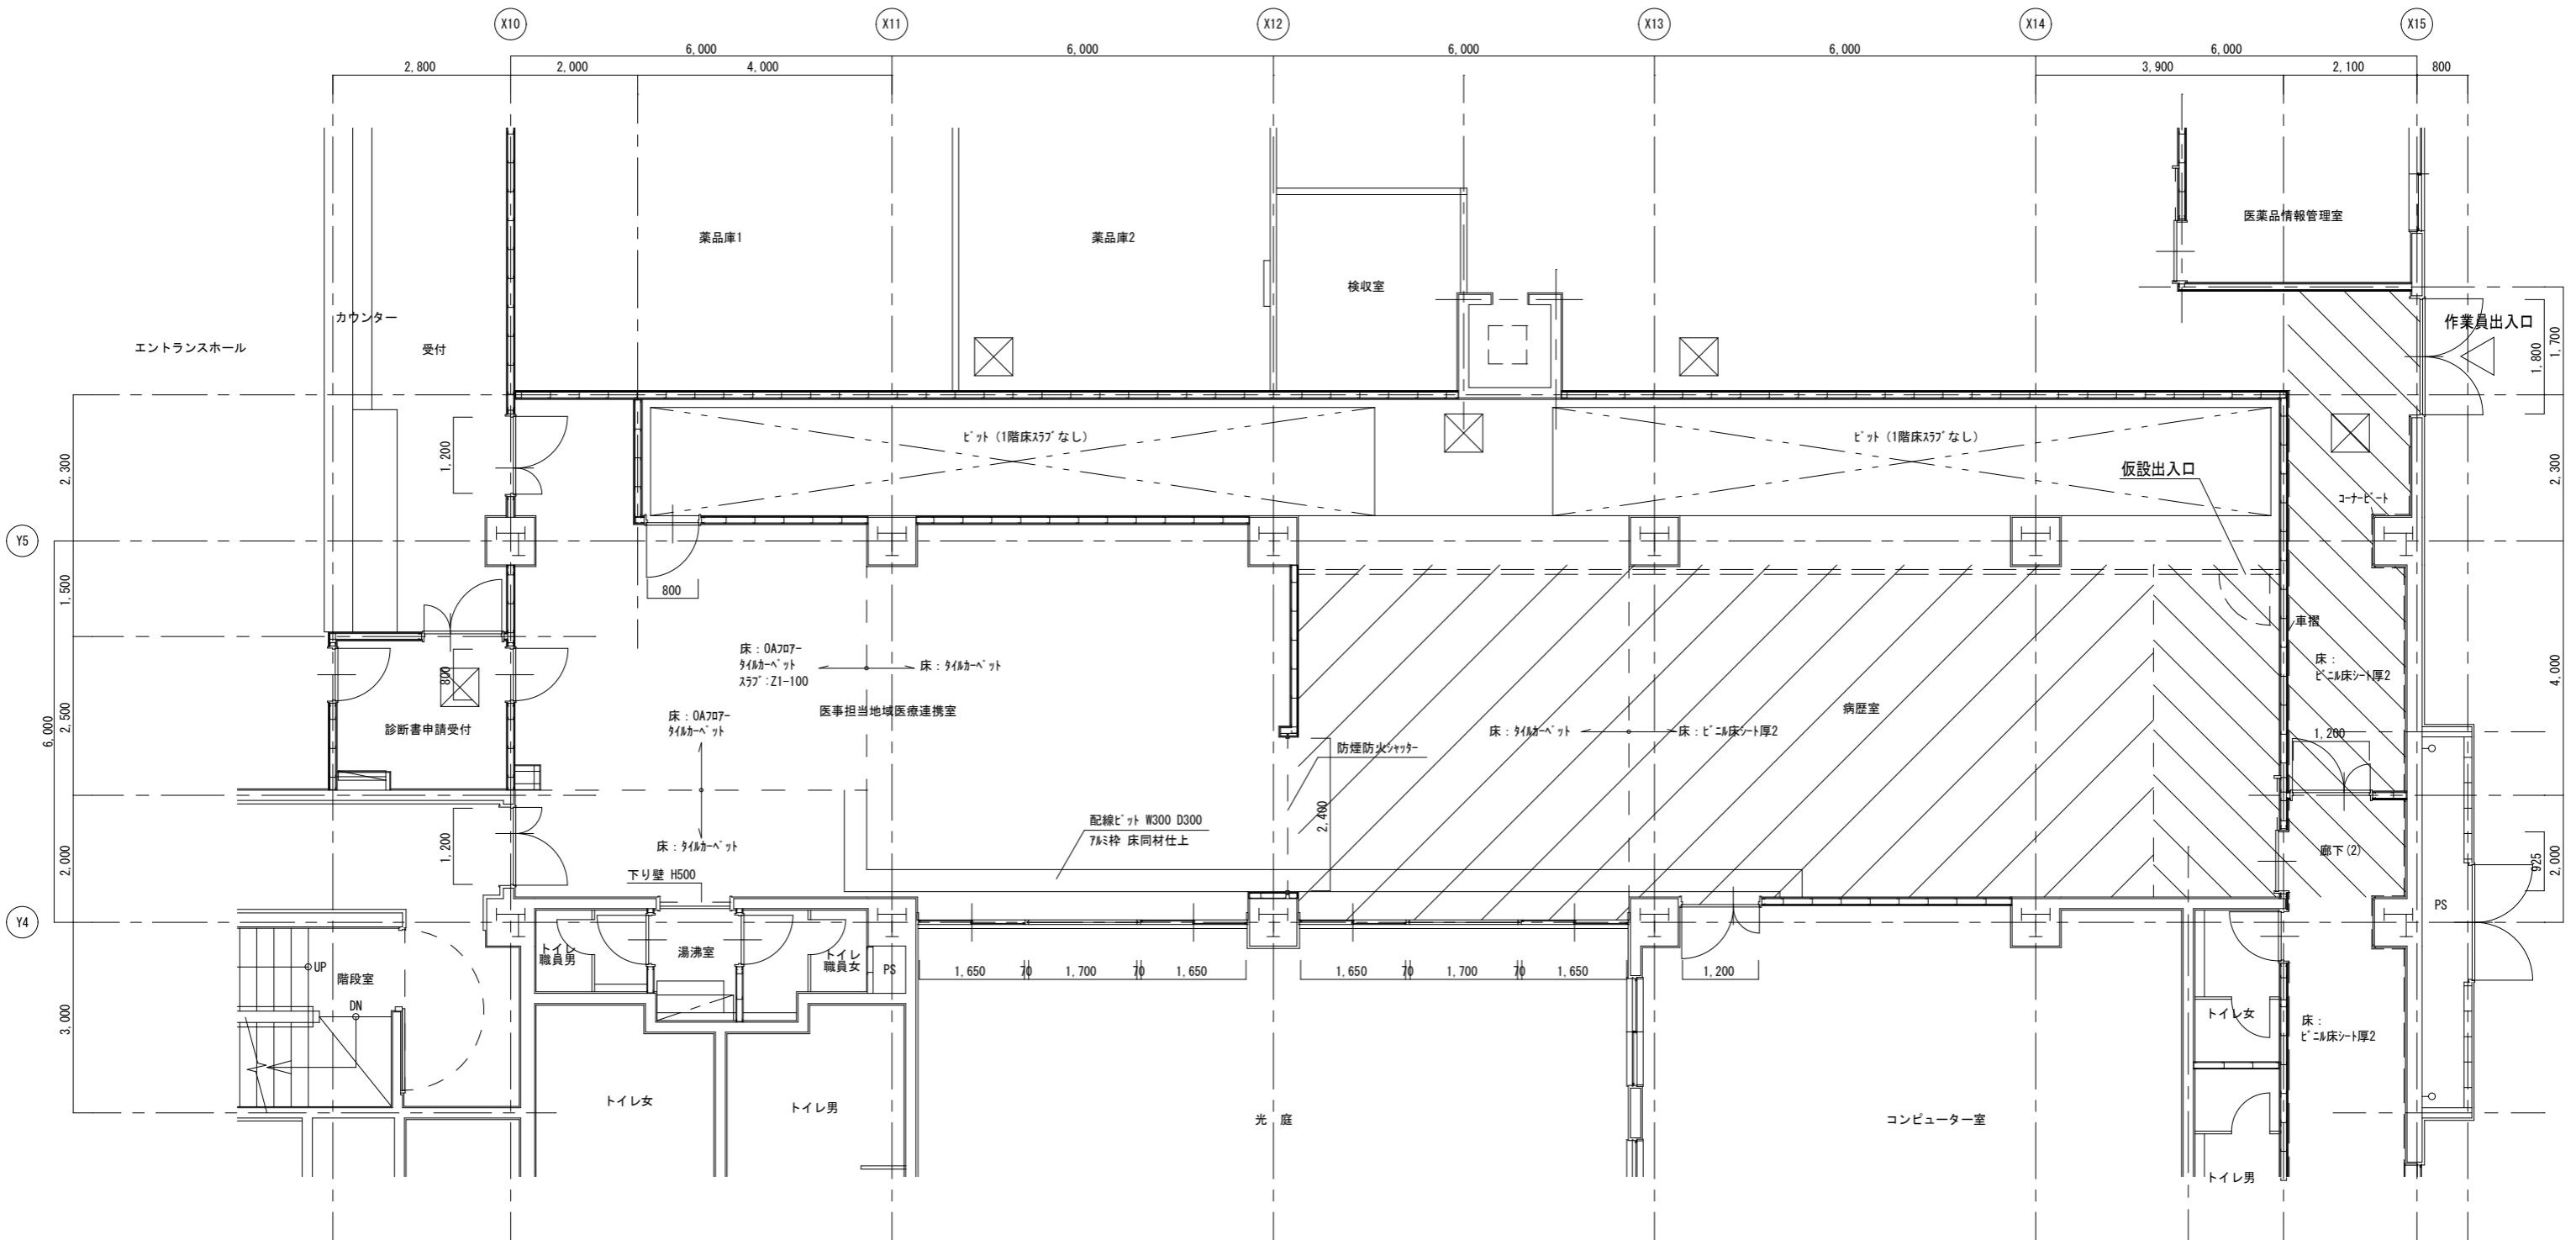 X10
X11
X12
X13
X14
X15
6,000
6,000
6,000
6,000
6,000
2,800
2,000
4,000
3,900
2,100
800
薬品庫1
薬品庫2
検収室
医薬品情報管理室
エントランスホール
カウンター
受付
作業員出入口
1,800
1,700
ピット（1階床スラブなし）
ピット（1階床スラブなし）
仮設出入口
コーナービート
2,300
1,200
2,300
Y5
1,500
800
800
車摺
床：OAフロアー
タイルカーペット
スラブ：Z1-100
床：タイルカーペット
床：
ビニル床シート厚2
4,000
医事担当地域医療連携室
病歴室
床：OAフロアー
タイルカーペット
診断書申請受付
6,000
2,500
床：タイルカーペット
床：ビニル床シート厚2
防煙防火シャッター
1,200
2,400
配線ピット W300 D300
アルミ枠 床同材仕上
床：タイルカーペット
1,200
2,000
廊下(2)
925
2,000
下り壁 H500
Y4
PS
トイレ
職員男
湯沸室
トイレ
職員女
PS
UP
階段室
DN
1,650
70
1,700
70
1,650
1,650
70
1,700
70
1,650
1,200
3,000
トイレ女
床：
ビニル床シート厚2
トイレ女
トイレ男
光 庭
コンピューター室
トイレ男